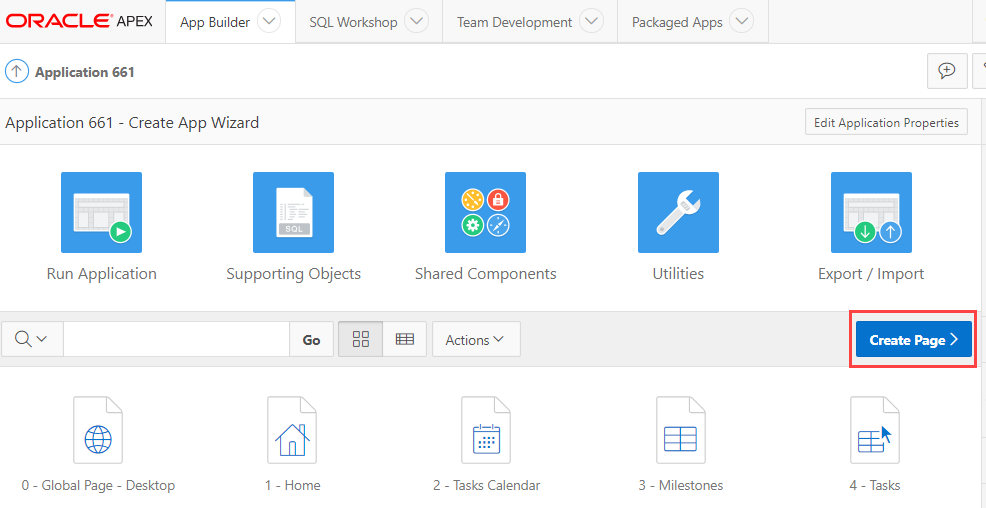 ORACLE APEX App Builder SQL Workshop Team Development Packaged Apps
Application 661
Application 661 - Create App Wizard Edit Application Properties
SQL
Run Application Supporting Objects Shared Components Utilities Export / Import
Go Actions Create Page
0 - Global Page - Desktop 1 - Home 2 - Tasks Calendar 3 - Milestones 4 - Tasks